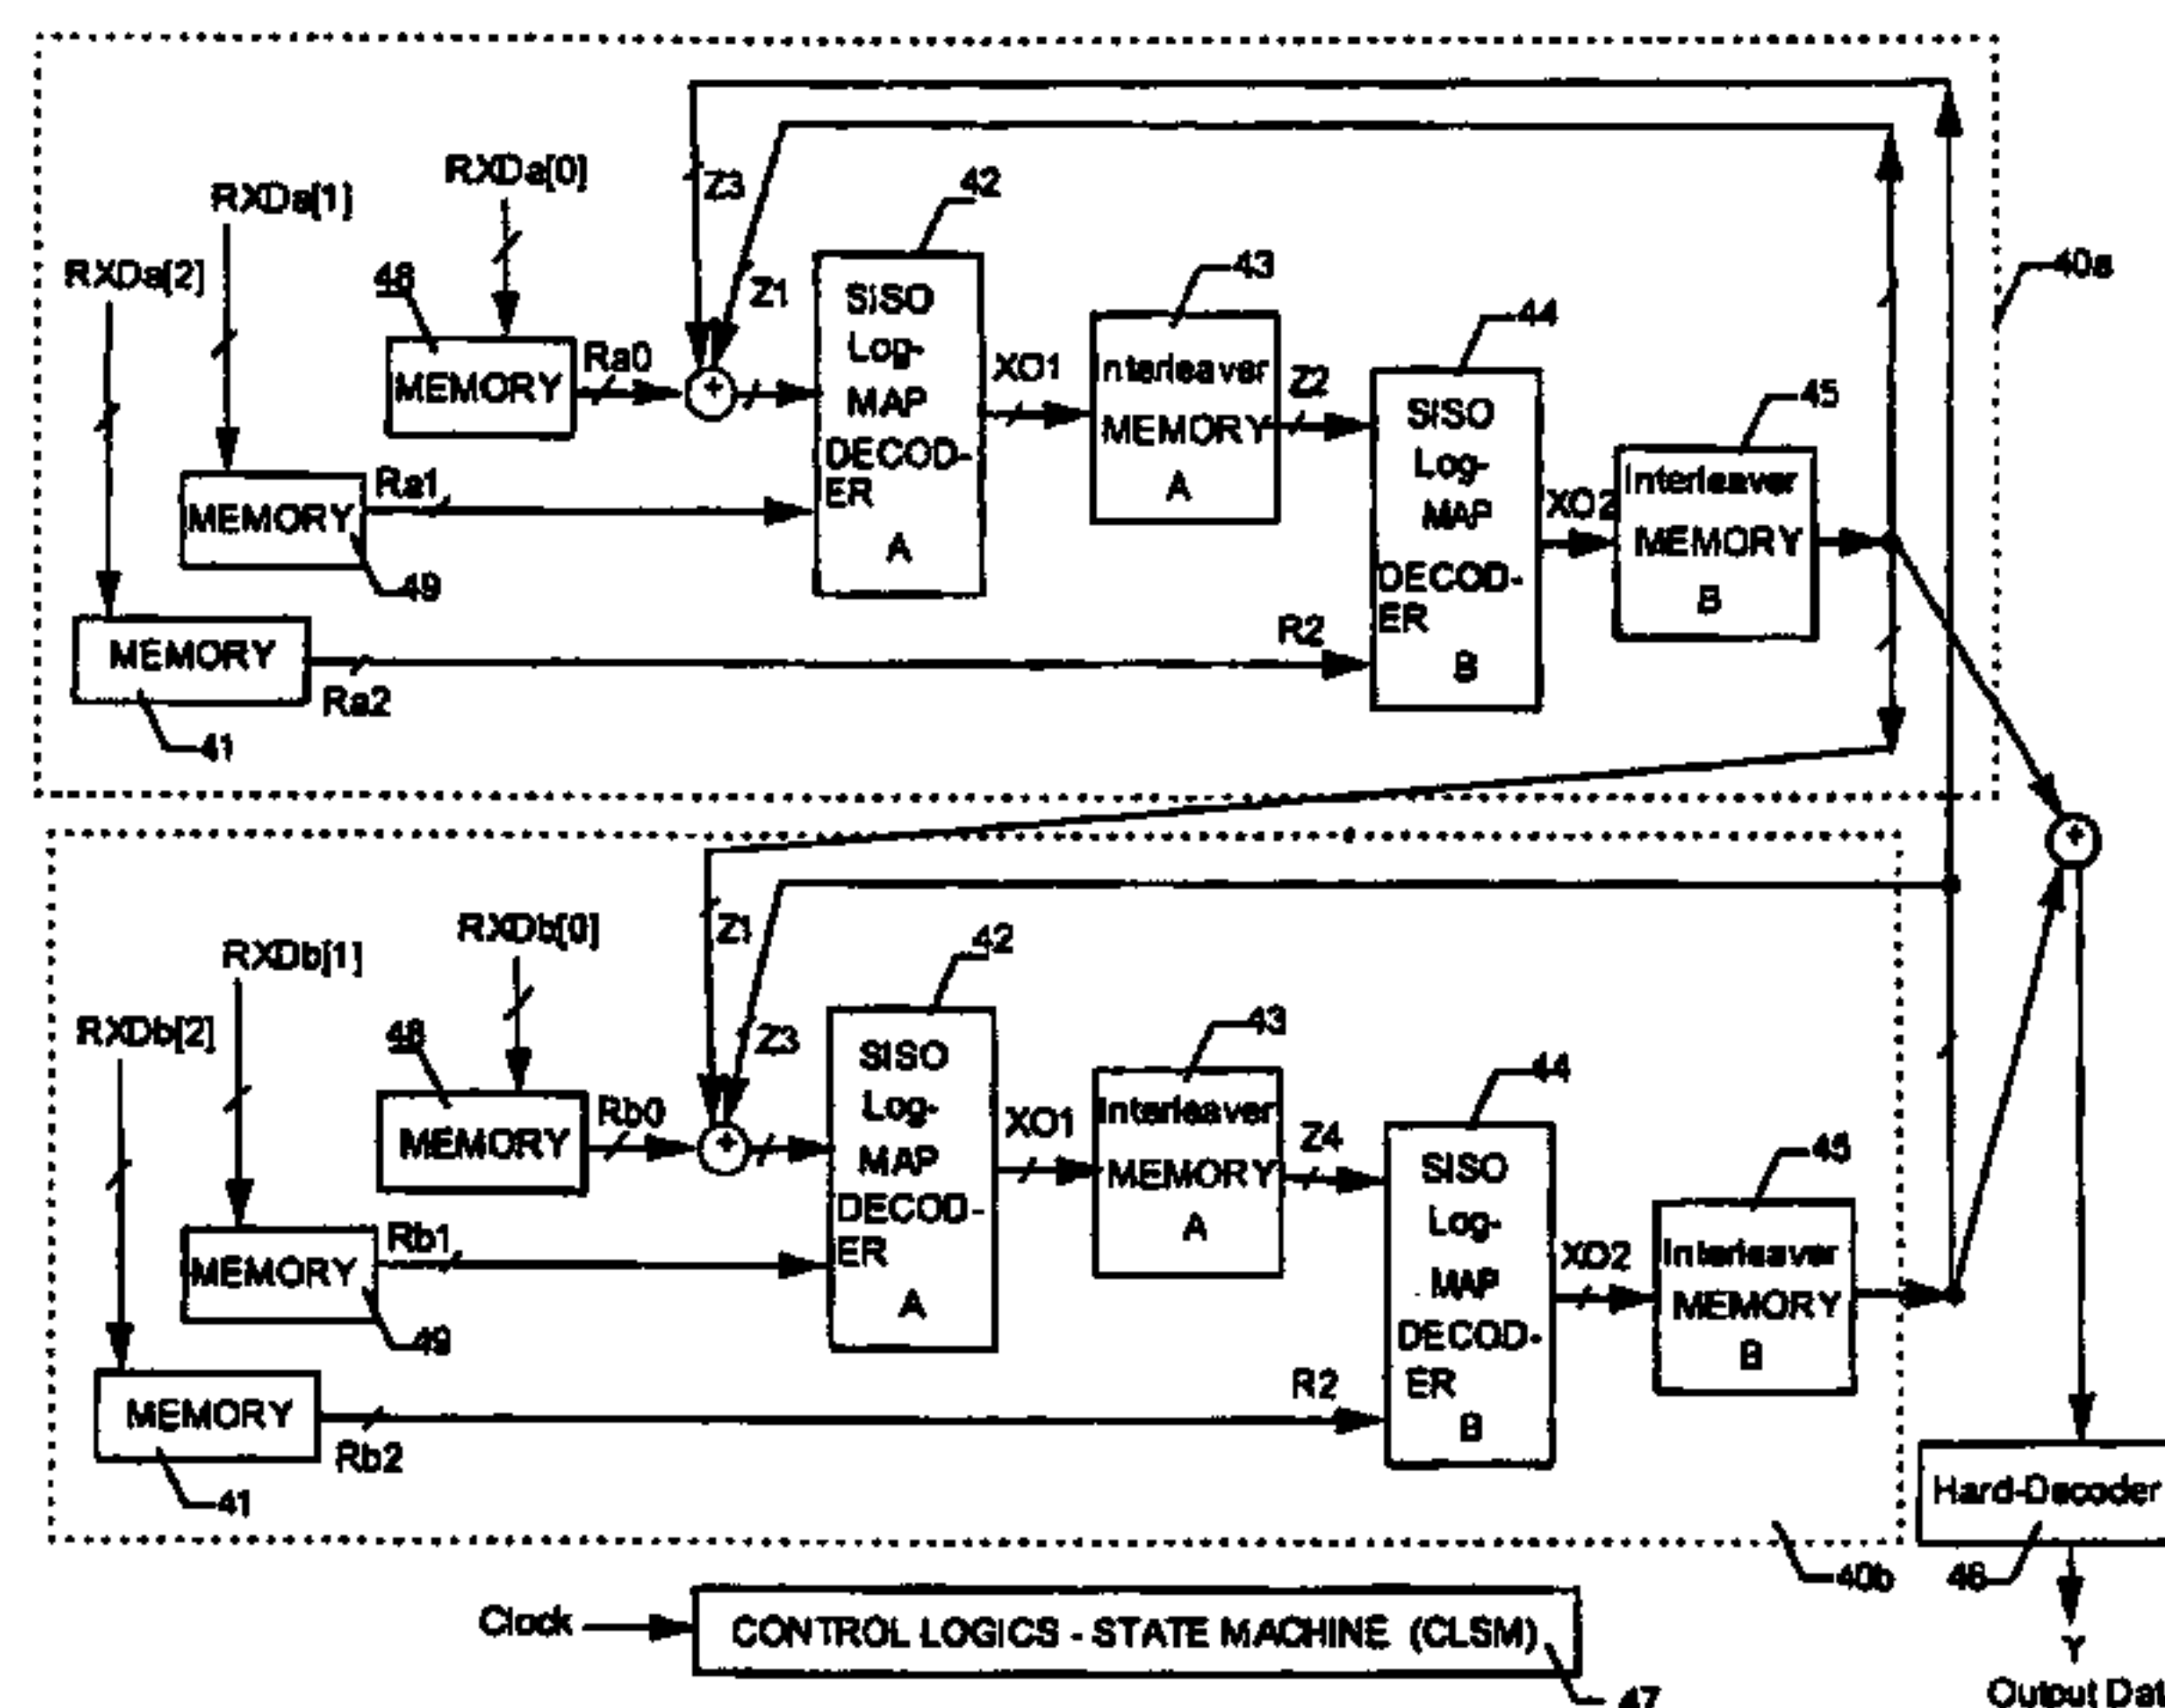 RXDa[0]
RXDa[1]
RXDa[2]
Z3
Z1
42
43
44
45
40a
48
MEMORY
Ra0
SISO
Log-
MAP
DECOD-
ER
A
XO1
Interleaver
MEMORY
A
Z2
SISO
Log-
MAP
DECOD-
ER
B
XO2
Interleaver
MEMORY
B
MEMORY
Ra1
49
MEMORY
Ra2
R2
41
+
+
RXDb[0]
RXDb[1]
RXDb[2]
Z1
Z3
42
43
44
45
48
MEMORY
Rb0
+
SISO
Log-
MAP
DECOD-
ER
A
XO1
Interleaver
MEMORY
A
Z4
SISO
Log-
MAP
DECOD-
ER
B
XO2
Interleaver
MEMORY
B
MEMORY
Rb1
49
MEMORY
Rb2
R2
41
Hard-Decoder
40b
46
Clock
CONTROL LOGICS - STATE MACHINE (CLSM)
47
Y
Output Dat